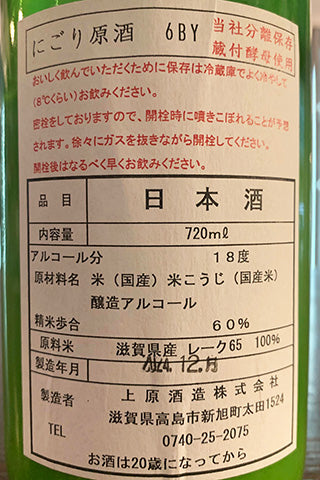 にごり原酒 6BY 当社分離保存
蔵付酵母使用
おいしく飲んでいただくために保存は冷蔵庫でよく冷やして
(8℃くらい)お飲みください。
密栓をしておりますので、開栓時に噴きこぼれることが予想
されます。徐々にガスを抜きながら開栓してください。
開栓後はなるべく早くお飲みください。
品目 日本酒
内容量 720mℓ
アルコール分 18度
原材料名 米(国産)米こうじ(国産米)
醸造アルコール
精米歩合 60%
原料米 滋賀県産 レーク65 100%
製造年月 2024.12.月
製造者 上原酒造株式会社
滋賀県高島市新旭町太田1524
TEL 0740-25-2075
お酒は20歳になってから